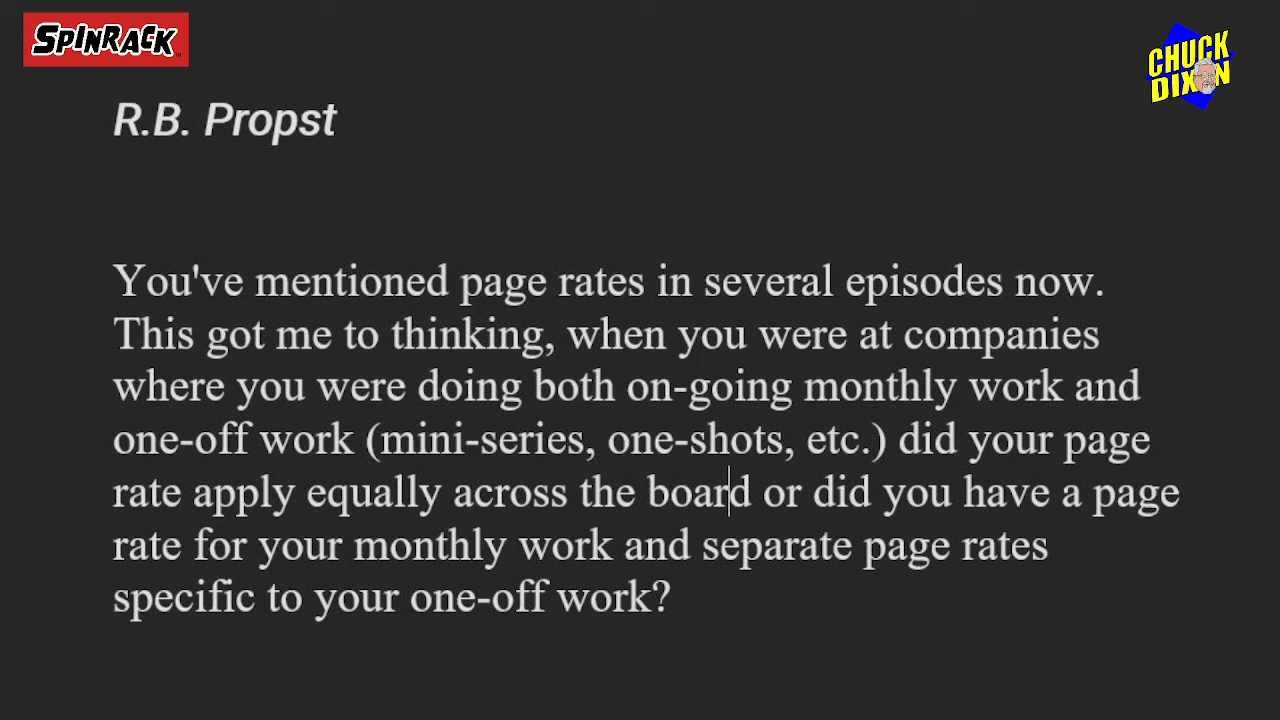 SPINRACK
CHUCK
DIXON
R.B. Propst
You've mentioned page rates in several episodes now.
This got me to thinking, when you were at companies
where you were doing both on-going monthly work and
one-off work (mini-series, one-shots, etc.) did your page
rate apply equally across the board or did you have a page
rate for your monthly work and separate page rates
specific to your one-off work?